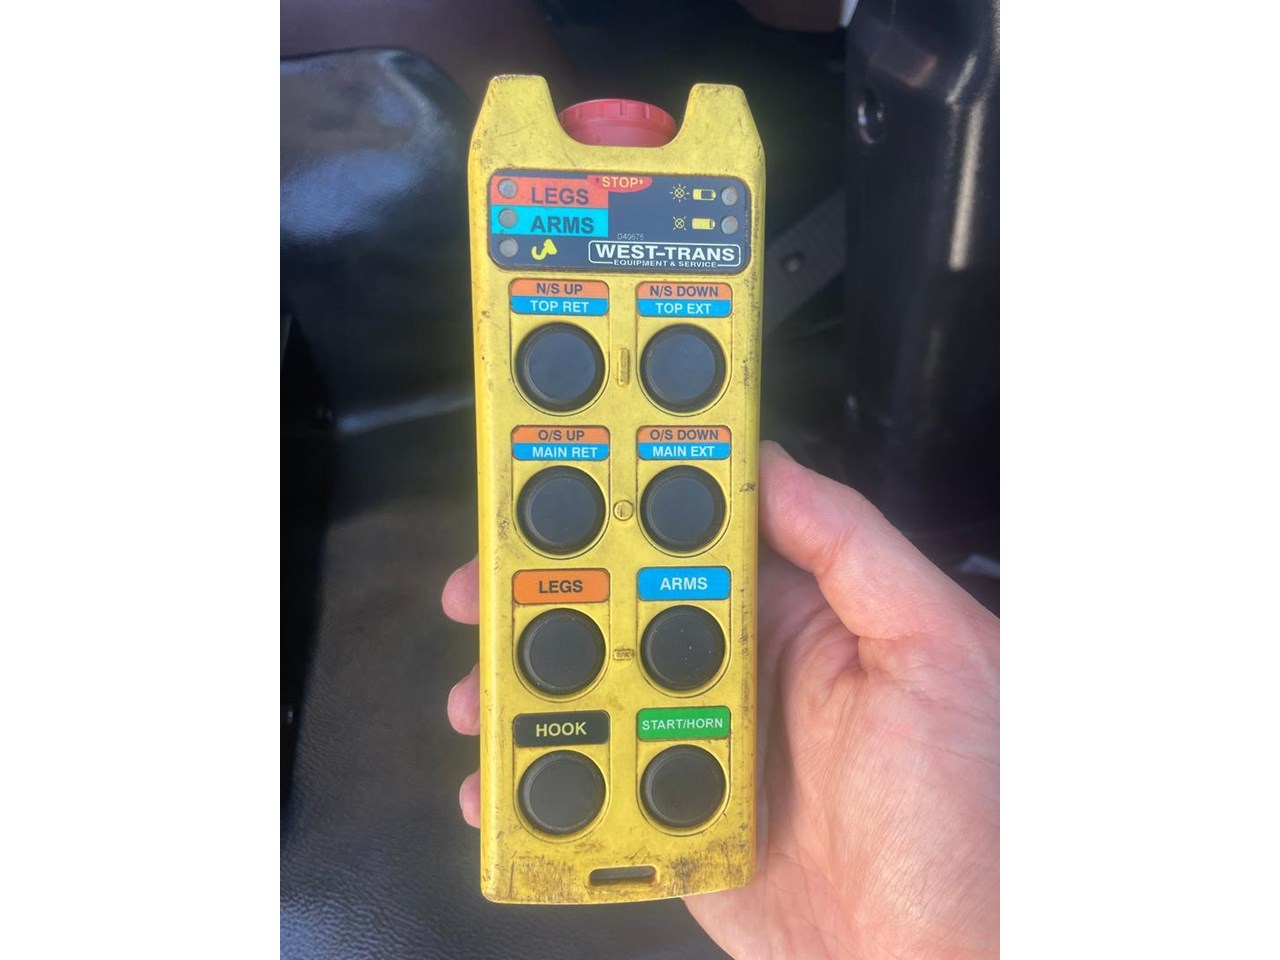 *STOP*
LEGS
ARMS
D40675
WEST-TRANS
EQUIPMENT & SERVICE
N/S UP
TOP RET
N/S DOWN
TOP EXT
O/S UP
MAIN RET
O/S DOWN
MAIN EXT
LEGS
ARMS
HOOK
START/HORN